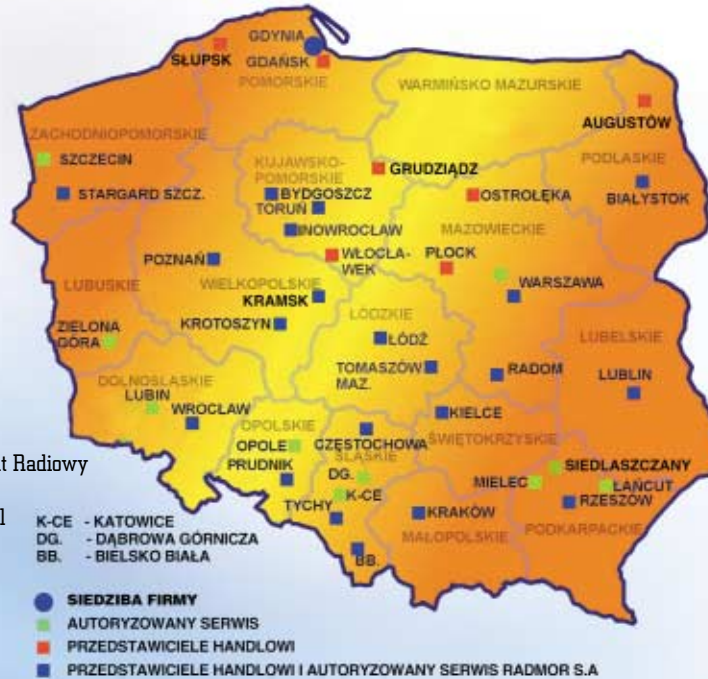 GDYNIA
SŁUPSK
GDAŃSK
POMORSKIE
WARMIŃSKO MAZURSKIE
AUGUSTÓW
ZACHODNIOPOMORSKIE
SZCZECIN
KUJAWSKO-
POMORSKIE
GRUDZIĄDZ
PODLASKIE
STARGARD SZCZ.
BYDGOSZCZ
TORUŃ
OSTROŁĘKA
BIAŁYSTOK
INOWROCŁAW
MAZOWIECKIE
POZNAŃ
WŁOCŁA-
WEK
PŁOCK
LUBUSKIE
WIELKOPOLSKIE
WARSZAWA
KRAMSK
ZIELONA
GÓRA
KROTOSZYN
ŁÓDZKIE
ŁÓDŹ
LUBELSKIE
DOLNOŚLĄSKIE
TOMASZÓW
MAZ.
RADOM
LUBLIN
LUBIN
WROCŁAW
OPOLSKIE
KIELCE
OPOLE
CZĘSTOCHOWA
ŚWIĘTOKRZYSKIE
t Radiowy
PRUDNIK
ŚLĄSKIE
DG.
SIEDLASZCZANY
MIELEC
ŁAŃCUT
K-CE
TYCHY
KRAKÓW
RZESZÓW
MAŁOPOLSKIE
PODKARPACKIE
BB.
l
K-CE - KATOWICE
DG. - DĄBROWA GÓRNICZA
BB. - BIELSKO BIAŁA
SIEDZIBA FIRMY
AUTORYZOWANY SERWIS
PRZEDSTAWICIELE HANDLOWI
PRZEDSTAWICIELE HANDLOWI I AUTORYZOWANY SERWIS RADMOR S.A